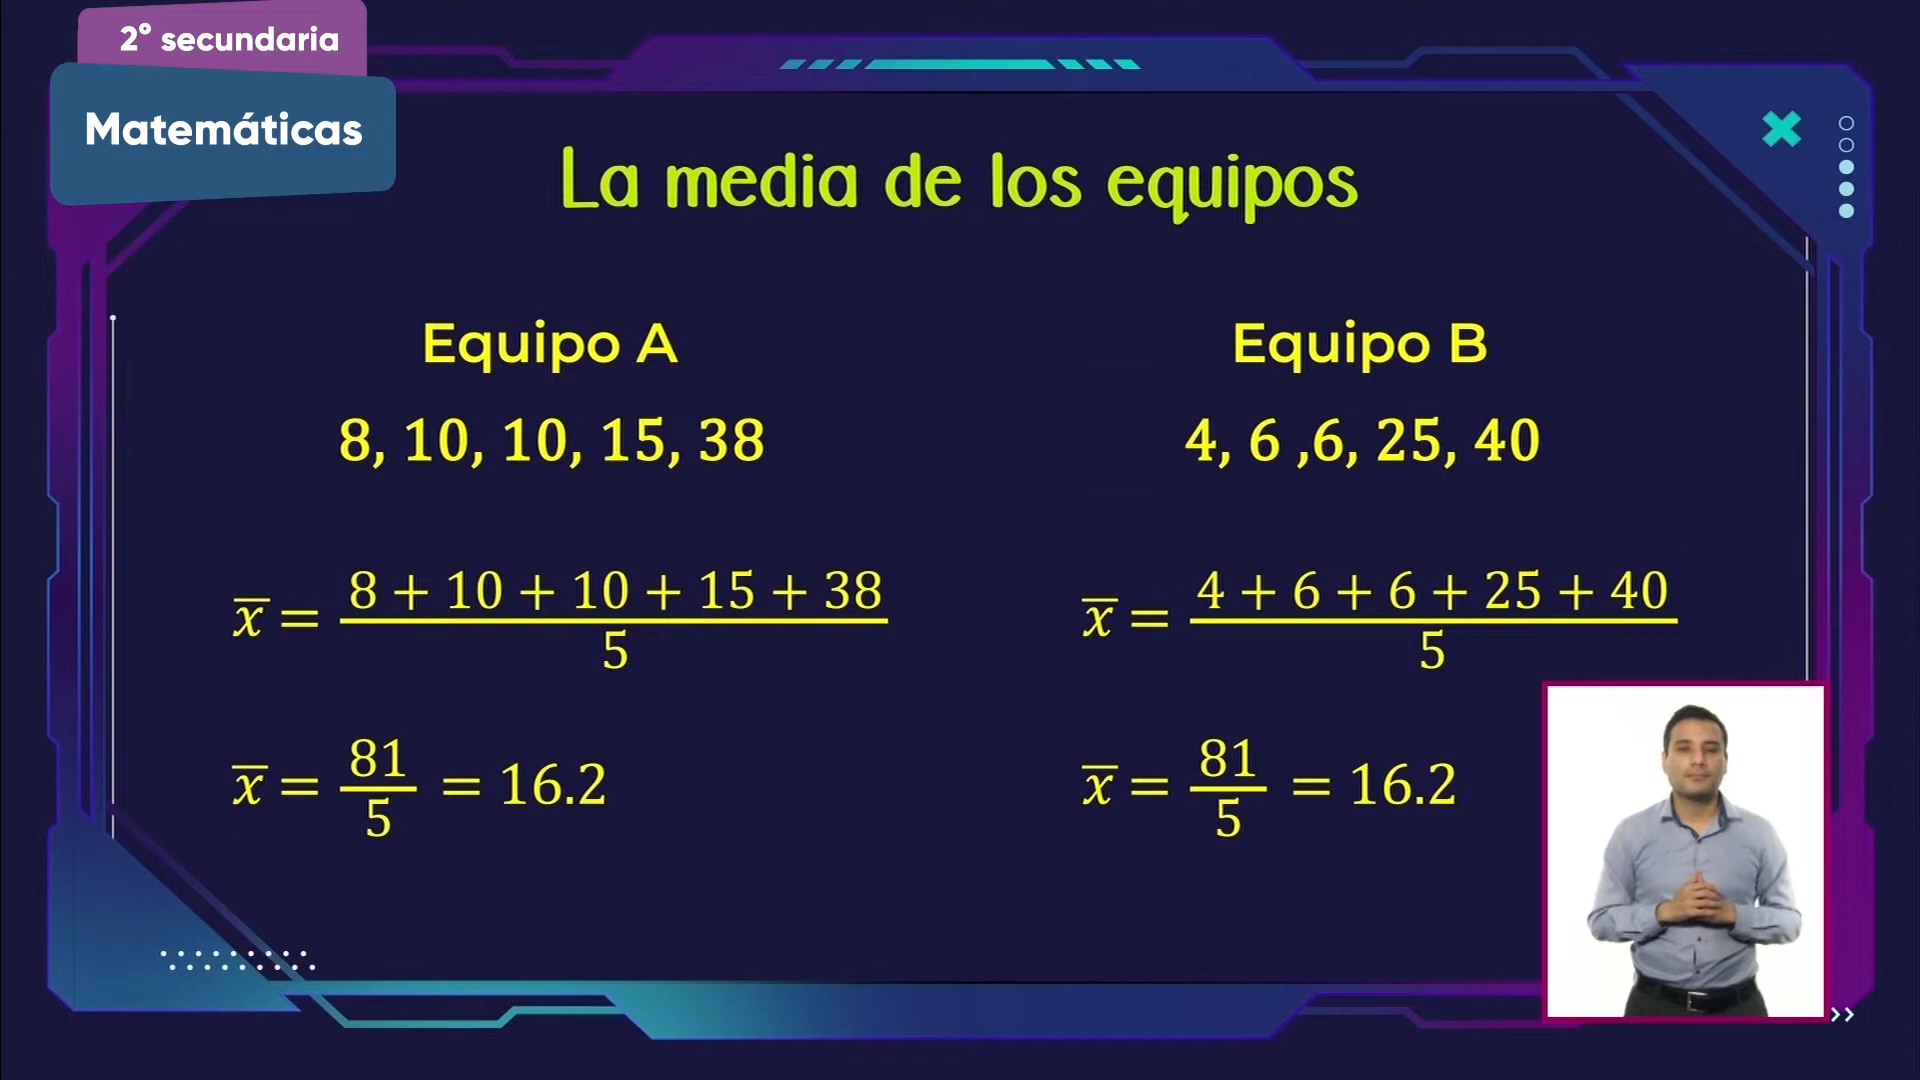 2° secundaria
Matemáticas
La media de los equipos
Equipo A
8, 10, 10, 15, 38
x̅ = (8 + 10 + 10 + 15 + 38)/5
x̅ = 81/5 = 16.2
Equipo B
4, 6 ,6, 25, 40
x̅ = (4 + 6 + 6 + 25 + 40)/5
x̅ = 81/5 = 16.2